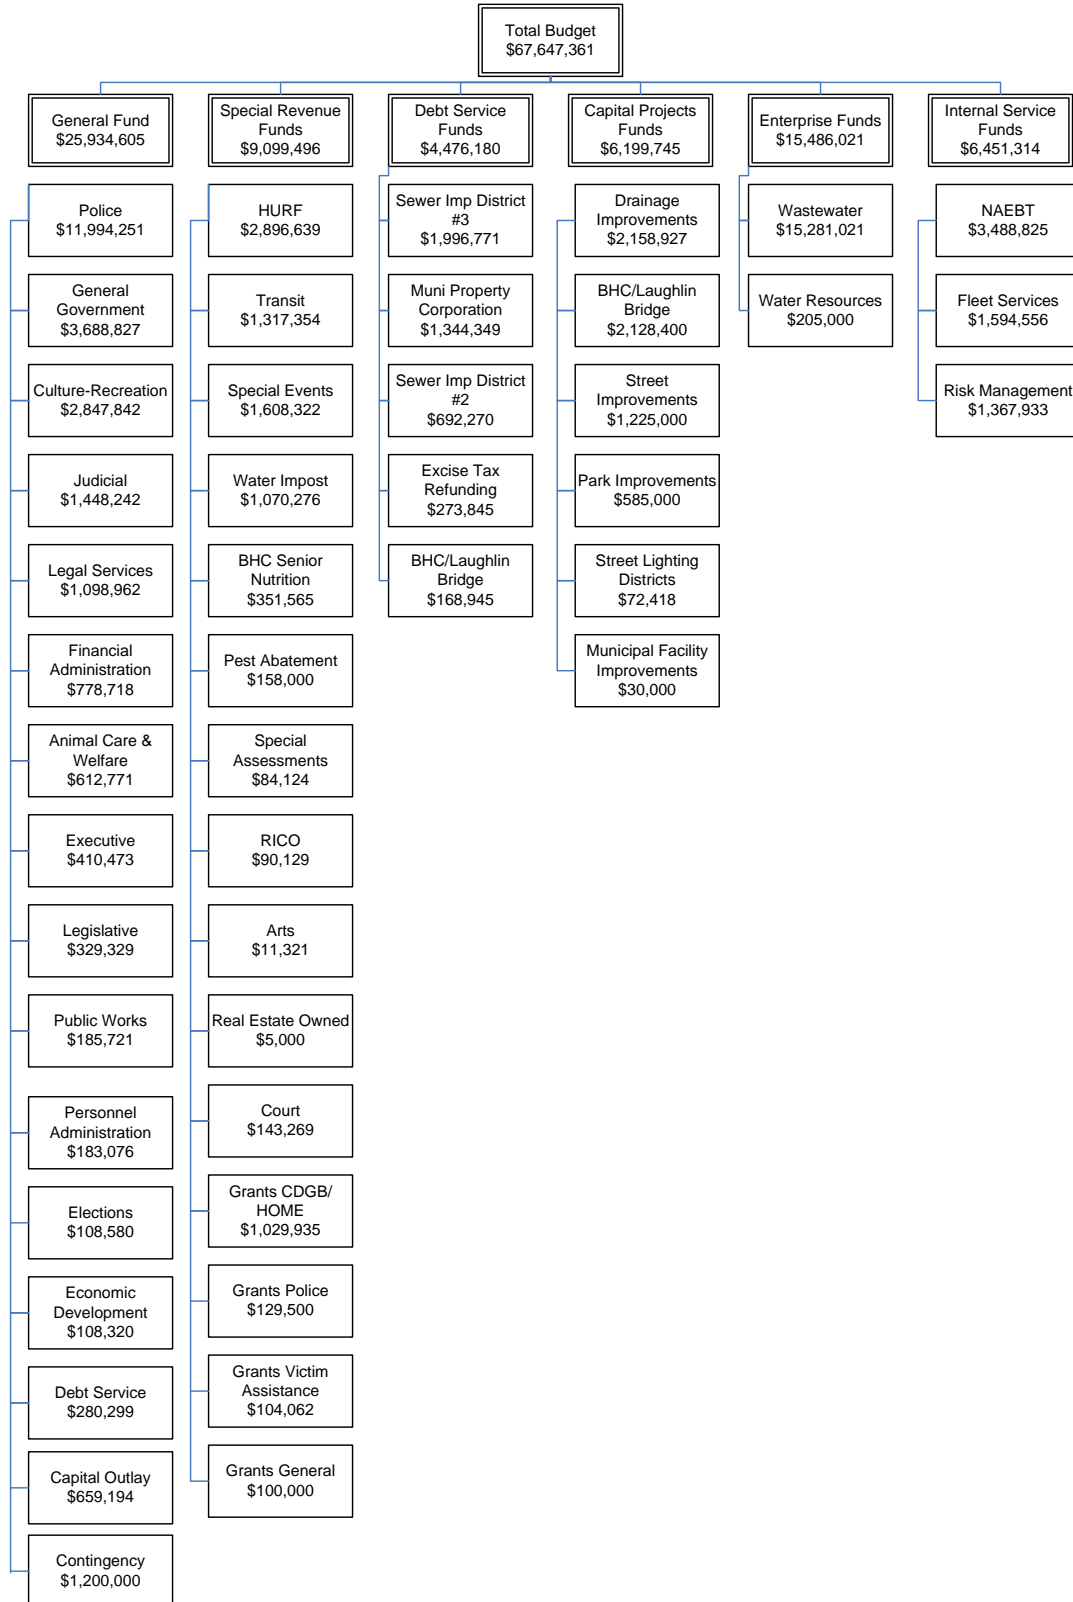 Total Budget
$67,647,361
General Fund
$25,934,605
Police
$11,994,251
General
Government
$3,688,827
Culture-Recreation
$2,847,842
Judicial
$1,448,242
Legal Services
$1,098,962
Financial
Administration
$778,718
Animal Care &
Welfare
$612,771
Executive
$410,473
Legislative
$329,329
Public Works
$185,721
Personnel
Administration
$183,076
Elections
$108,580
Economic
Development
$108,320
Debt Service
$280,299
Capital Outlay
$659,194
Contingency
$1,200,000
Special Revenue
Funds
$9,099,496
HURF
$2,896,639
Transit
$1,317,354
Special Events
$1,608,322
Water Impost
$1,070,276
BHC Senior
Nutrition
$351,565
Pest Abatement
$158,000
Special
Assessments
$84,124
RICO
$90,129
Arts
$11,321
Real Estate Owned
$5,000
Court
$143,269
Grants CDGB/
HOME
$1,029,935
Grants Police
$129,500
Grants Victim
Assistance
$104,062
Grants General
$100,000
Debt Service
Funds
$4,476,180
Sewer Imp District
#3
$1,996,771
Muni Property
Corporation
$1,344,349
Sewer Imp District
#2
$692,270
Excise Tax
Refunding
$273,845
BHC/Laughlin
Bridge
$168,945
Capital Projects
Funds
$6,199,745
Drainage
Improvements
$2,158,927
BHC/Laughlin
Bridge
$2,128,400
Street
Improvements
$1,225,000
Park Improvements
$585,000
Street Lighting
Districts
$72,418
Municipal Facility
Improvements
$30,000
Enterprise Funds
$15,486,021
Wastewater
$15,281,021
Water Resources
$205,000
Internal Service
Funds
$6,451,314
NAEBT
$3,488,825
Fleet Services
$1,594,556
Risk Management
$1,367,933